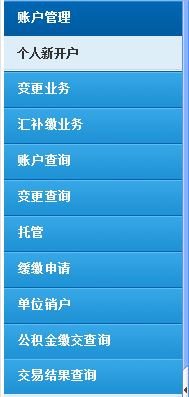 账户管理
个人新开户
变更业务
汇补缴业务
账户查询
变更查询
托管
缓缴申请
单位销户
公积金缴交查询
交易结果查询